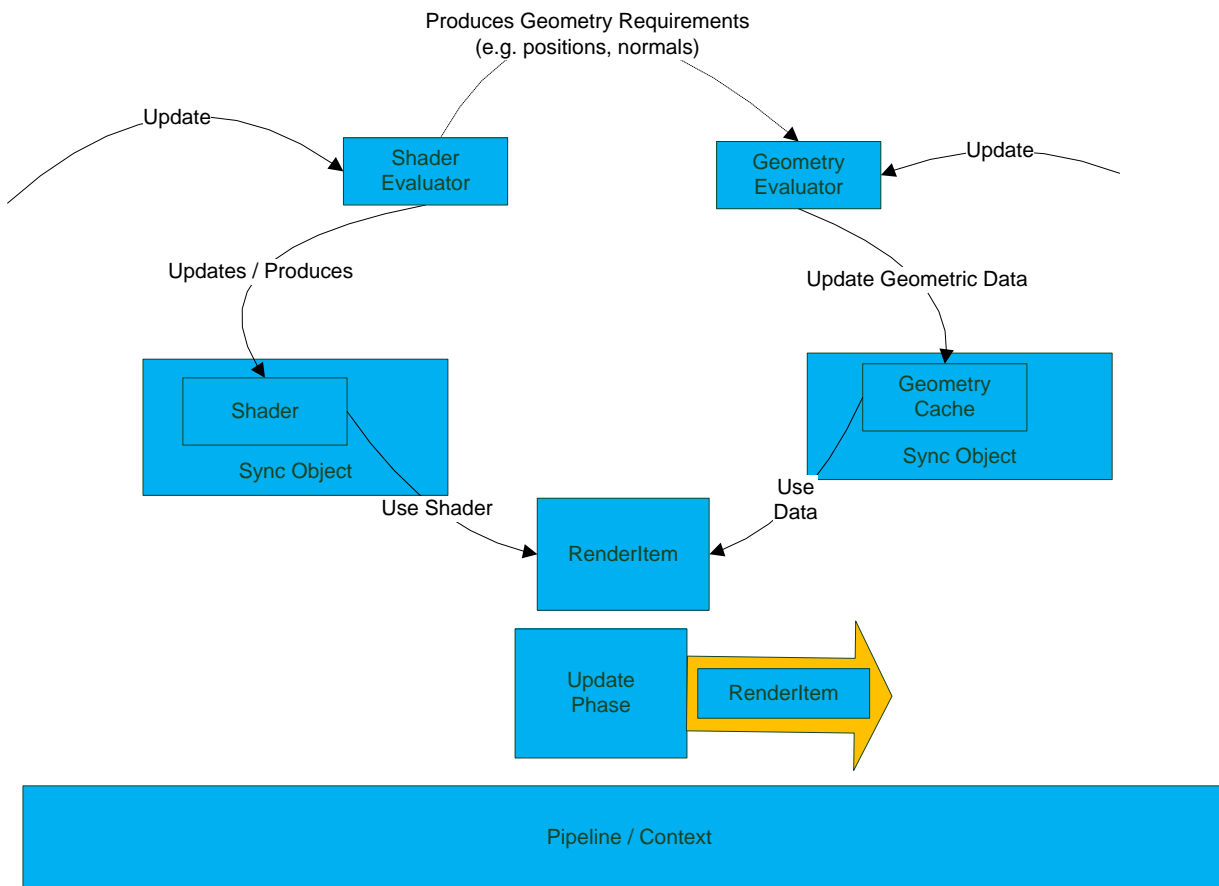 Produces Geometry Requirements
(e.g. positions, normals)
Update
Shader
Evaluator
Geometry
Evaluator
Update
Updates / Produces
Update Geometric Data
Shader
Sync Object
Geometry
Cache
Sync Object
Use Shader
Use
Data
RenderItem
Update
Phase
RenderItem
Pipeline / Context